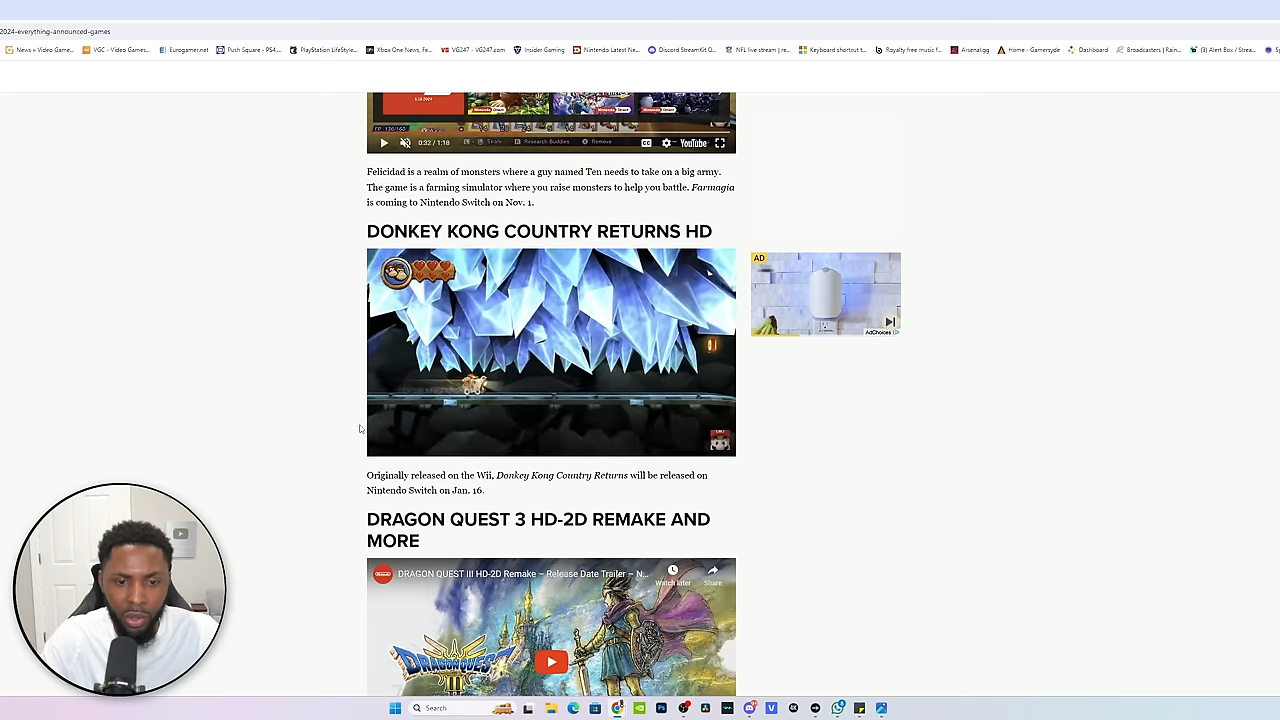 2024-everything-announced-games
News » Video Game...
VGC - Video Games...
Eurogamer.net
Push Square - PS4,...
PlayStation LifeStyle...
Xbox One News, Fe...
VG247 - VG247.com
Insider Gaming
Nintendo Latest Ne...
Discord StreamKit O...
NFL live stream | re...
Keyboard shortcut t...
Royalty free music f...
Arsenal.gg
Home - Gamersyde
Dashboard
Broadcasters | Rain...
(3) Alert Box / Strea...
0:32 / 1:18
Research Buddies
Remove
CC
YouTube
Felicidad is a realm of monsters where a guy named Ten needs to take on a big army.
The game is a farming simulator where you raise monsters to help you battle. Farmagia
is coming to Nintendo Switch on Nov. 1.
DONKEY KONG COUNTRY RETURNS HD
AD
AdChoices
Originally released on the Wii, Donkey Kong Country Returns will be released on
Nintendo Switch on Jan. 16.
DRAGON QUEST 3 HD-2D REMAKE AND
MORE
DRAGON QUEST III HD-2D Remake – Release Date Trailer – N...
Watch later
Share
DRAGON QUEST
III
Search